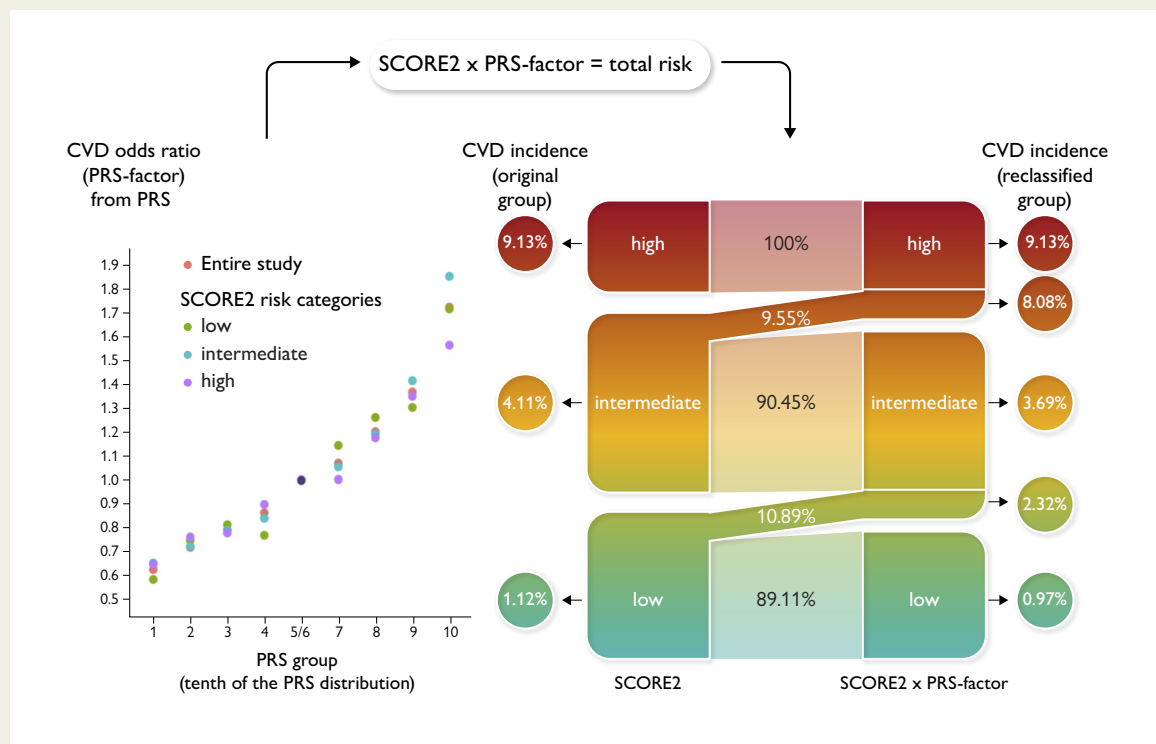 SCORE2 x PRS-factor = total risk
CVD odds ratio
(PRS-factor)
from PRS
1.9
1.8
1.7
1.6
1.5
1.4
1.3
1.2
1.1
1.0
0.9
0.8
0.7
0.6
0.5
Entire study
SCORE2 risk categories
low
intermediate
high
1 2 3 4 5/6 7 8 9 10
PRS group
(tenth of the PRS distribution)
CVD incidence
(original
group)
9.13%
4.11%
1.12%
high 100% high
9.55%
intermediate 90.45% intermediate
10.89%
low 89.11% low
SCORE2 SCORE2 x PRS-factor
CVD incidence
(reclassified
group)
9.13%
8.08%
3.69%
2.32%
0.97%